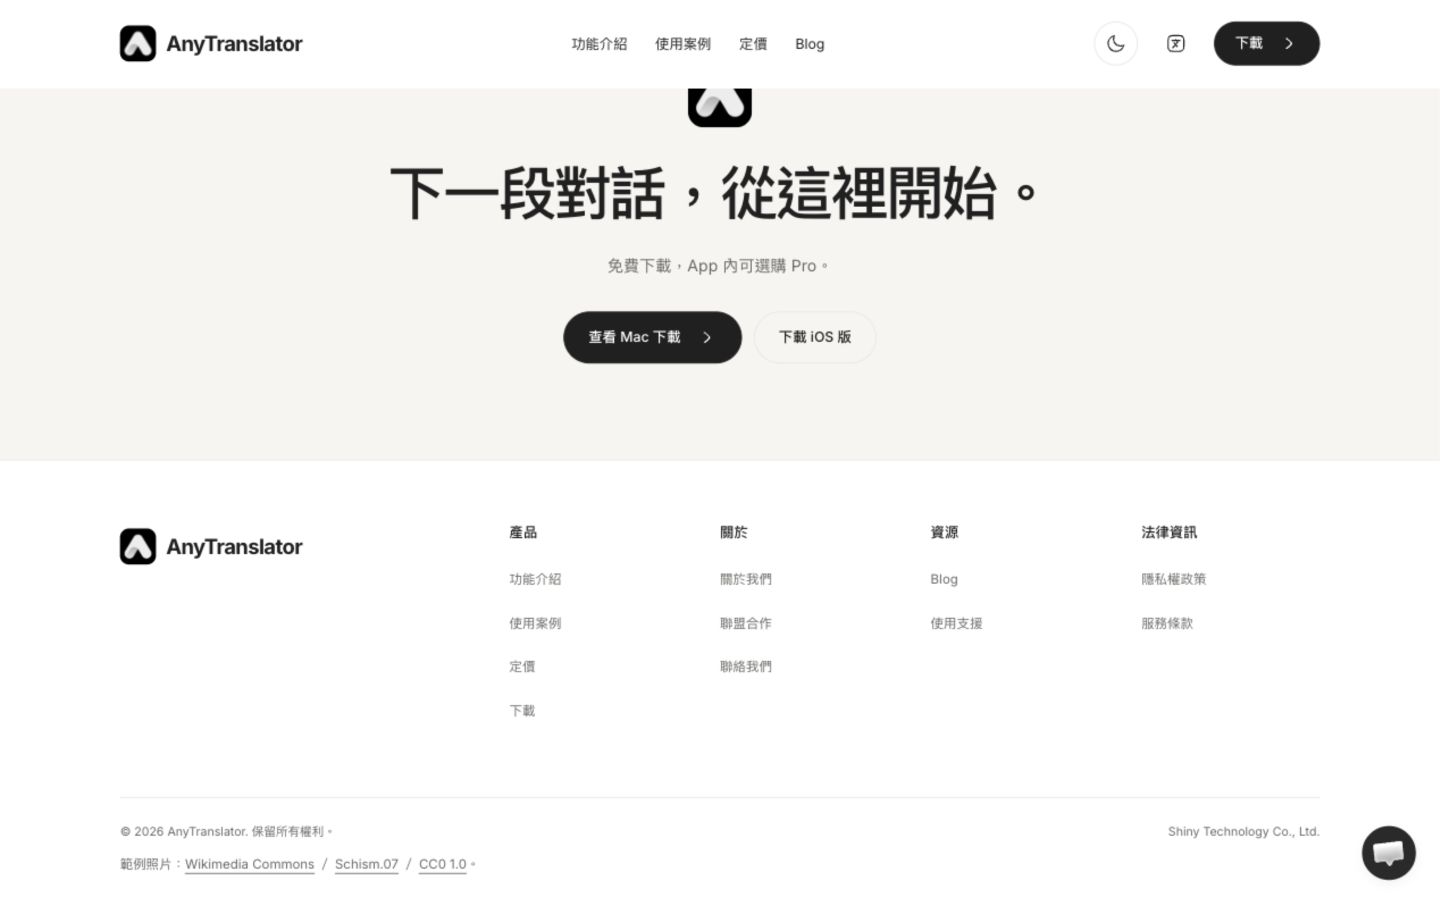 AnyTranslator
功能介紹
使用案例
定價
Blog
下載
下一段對話，從這裡開始。
免費下載，App 內可選購 Pro。
查看 Mac 下載
下載 iOS 版
AnyTranslator
產品
功能介紹
使用案例
定價
下載
關於
關於我們
聯盟合作
聯絡我們
資源
Blog
使用支援
法律資訊
隱私權政策
服務條款
© 2026 AnyTranslator. 保留所有權利。
Shiny Technology Co., Ltd.
範例照片：Wikimedia Commons / Schism.07 / CC0 1.0。